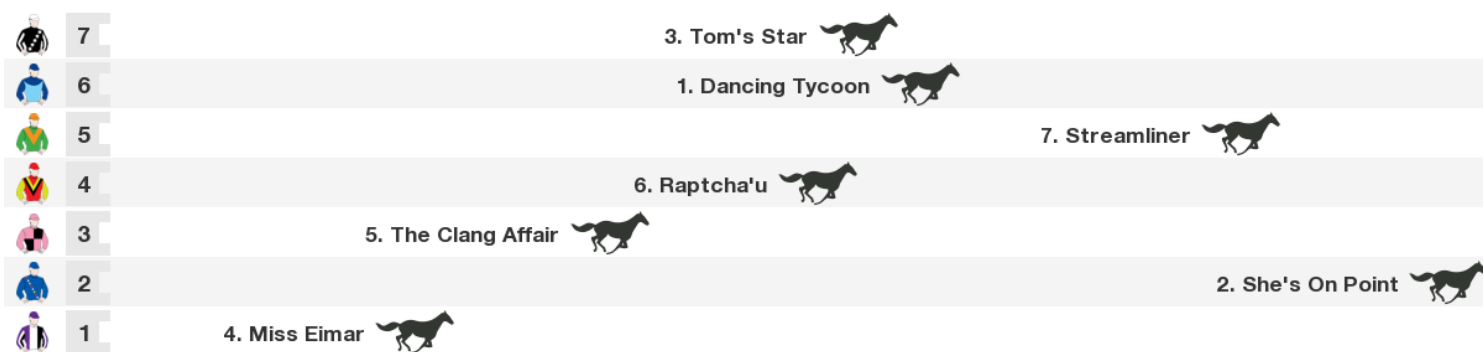 7 3. Tom's Star
6 1. Dancing Tycoon
5 7. Streamliner
4 6. Raptcha'u
3 5. The Clang Affair
2 2. She's On Point
1 4. Miss Eimar